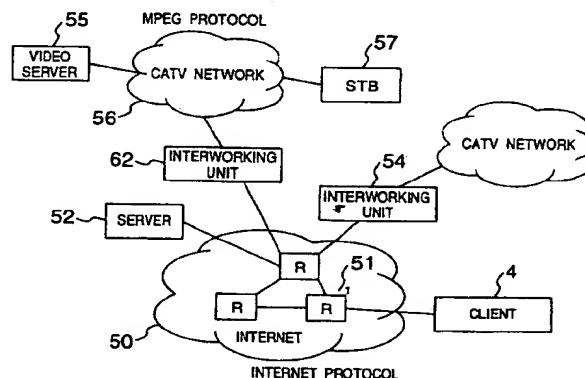 MPEG PROTOCOL
55
VIDEO
SERVER
CATV NETWORK
57
STB
56
62
INTERWORKING
UNIT
CATV NETWORK
54
INTERWORKING
UNIT
52
SERVER
R
51
R
R
4
CLIENT
50
INTERNET
INTERNET PROTOCOL